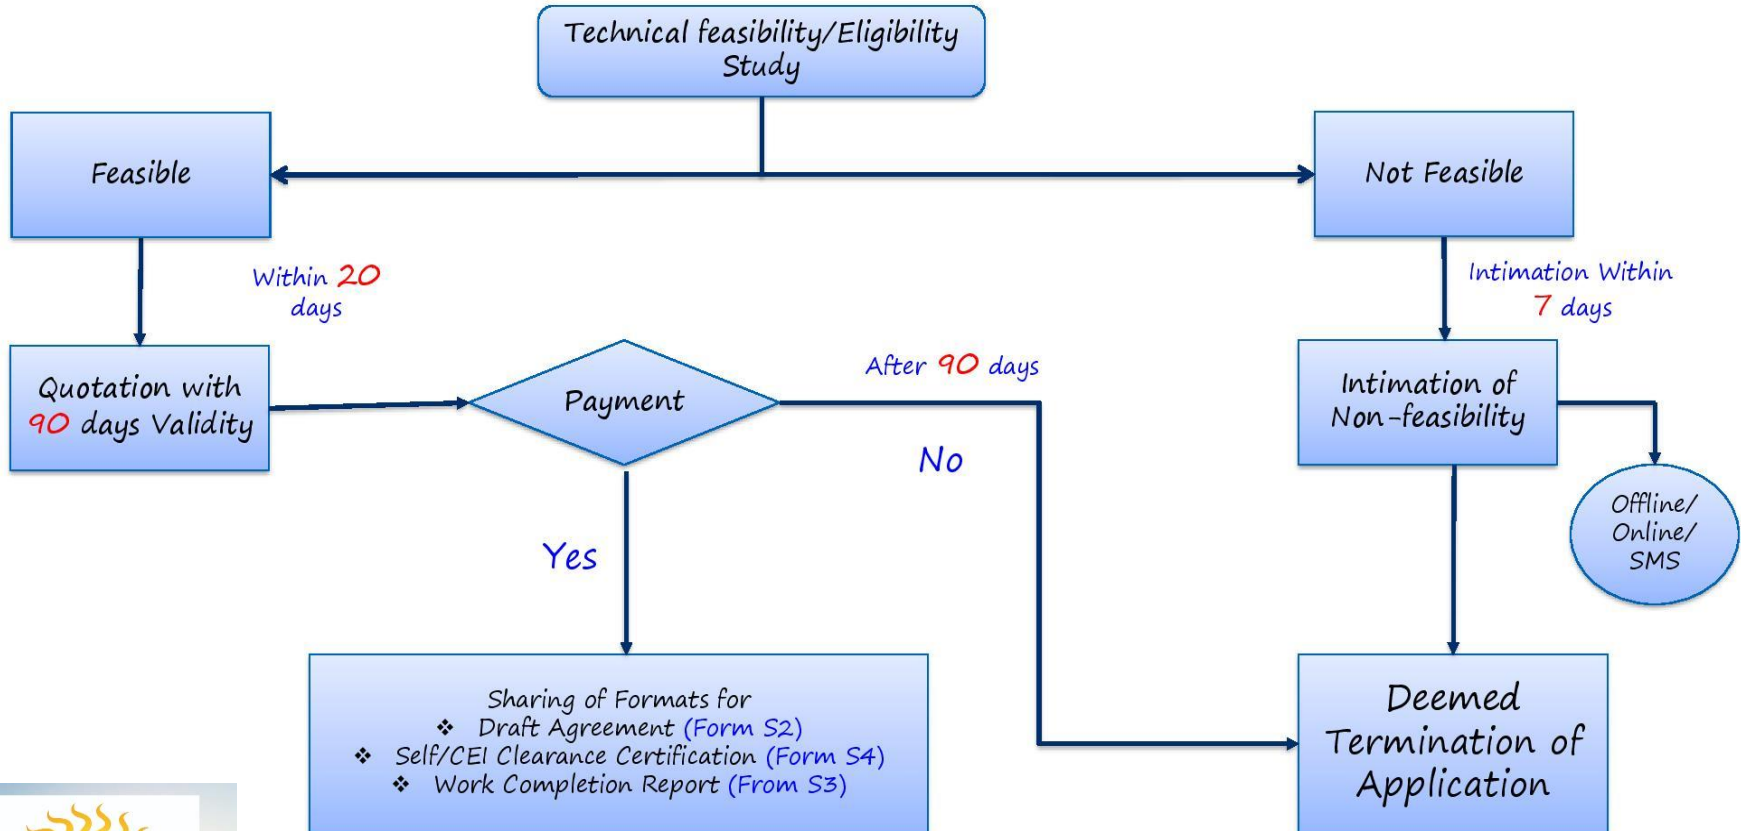 Technical feasibility/Eligibility
Study
Feasible
Not Feasible
Within 20
days
Intimation Within
7 days
Quotation with
90 days Validity
Payment
After 90 days
No
Yes
Intimation of
Non-feasibility
Offline/
Online/
SMS
Sharing of Formats for
❖ Draft Agreement (Form S2)
❖ Self/CEI Clearance Certification (Form S4)
❖ Work Completion Report (From S3)
Deemed
Termination of
Application